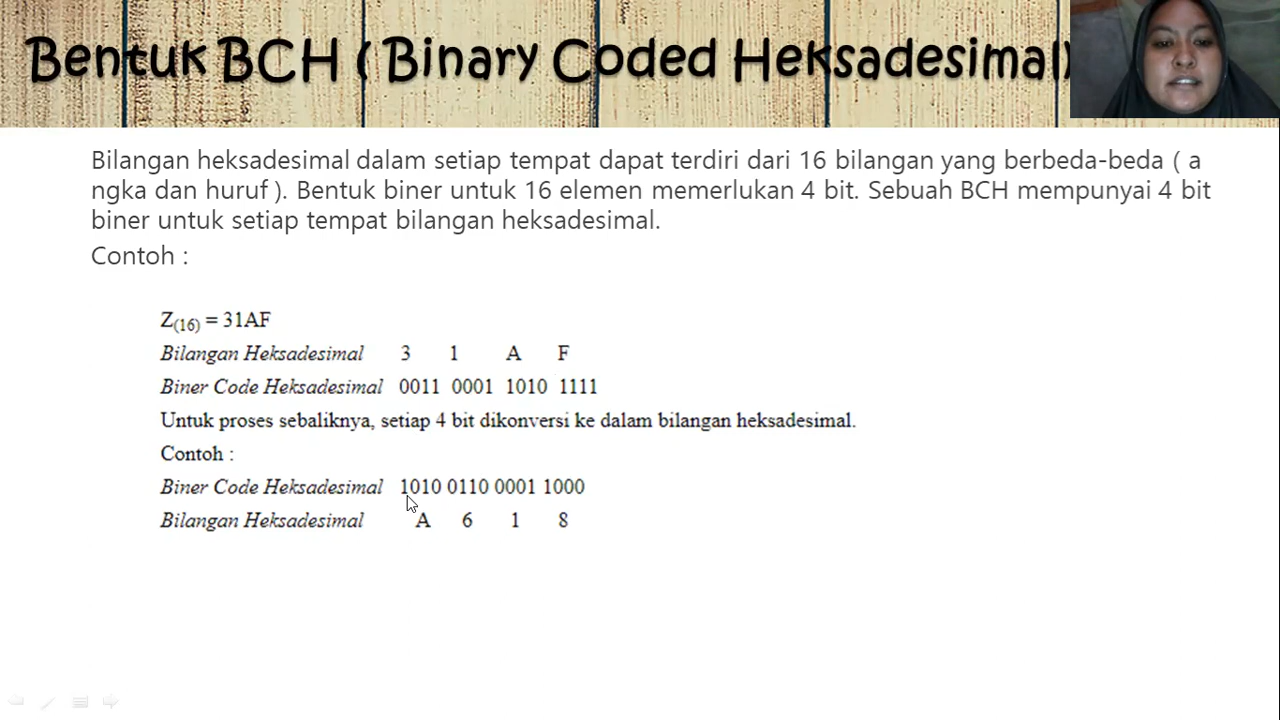 Bentuk BCH ( Binary Coded Heksadesimal)
Bilangan heksadesimal dalam setiap tempat dapat terdiri dari 16 bilangan yang berbeda-beda ( a
ngka dan huruf ). Bentuk biner untuk 16 elemen memerlukan 4 bit. Sebuah BCH mempunyai 4 bit
biner untuk setiap tempat bilangan heksadesimal.
Contoh :
Z(16) = 31AF
Bilangan Heksadesimal 3 1 A F
Biner Code Heksadesimal 0011 0001 1010 1111
Untuk proses sebaliknya, setiap 4 bit dikonversi ke dalam bilangan heksadesimal.
Contoh :
Biner Code Heksadesimal 1010 0110 0001 1000
Bilangan Heksadesimal A 6 1 8